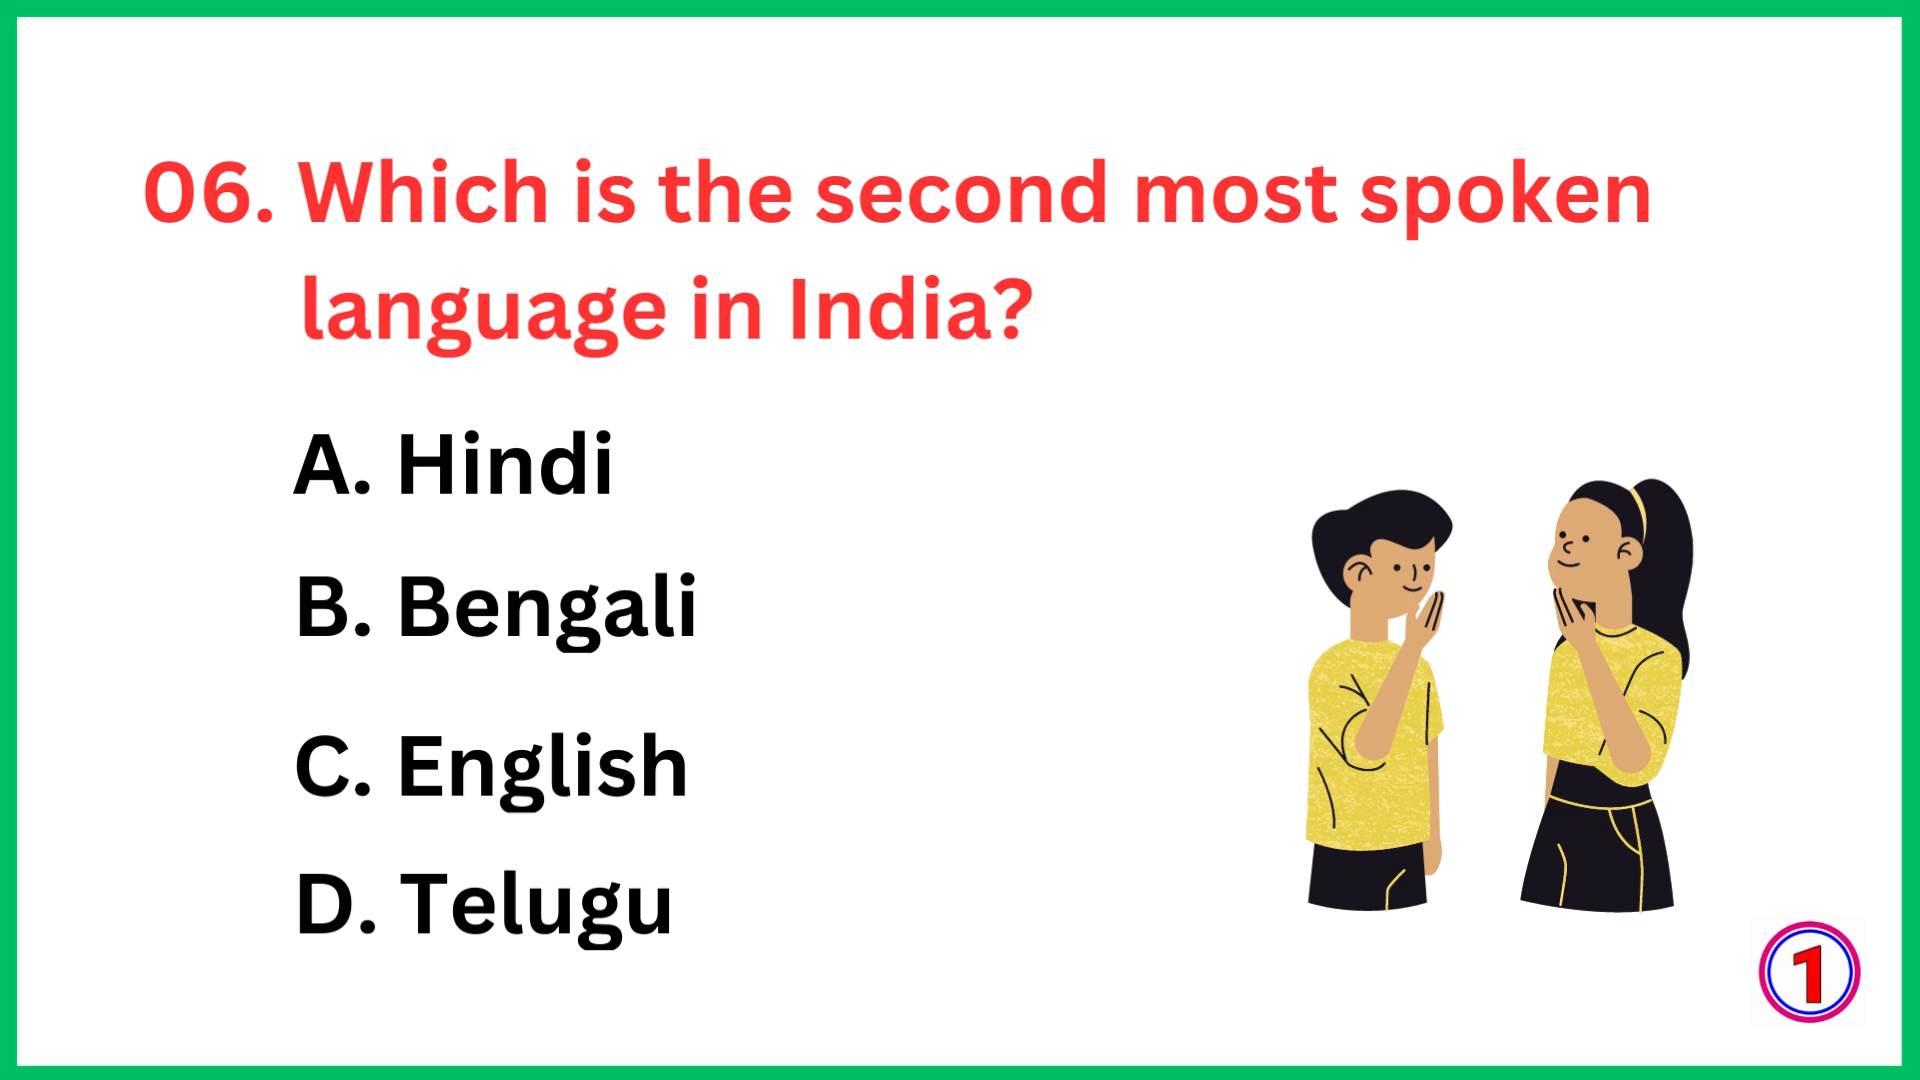 06. Which is the second most spoken
language in India?
A. Hindi
B. Bengali
C. English
D. Telugu
1